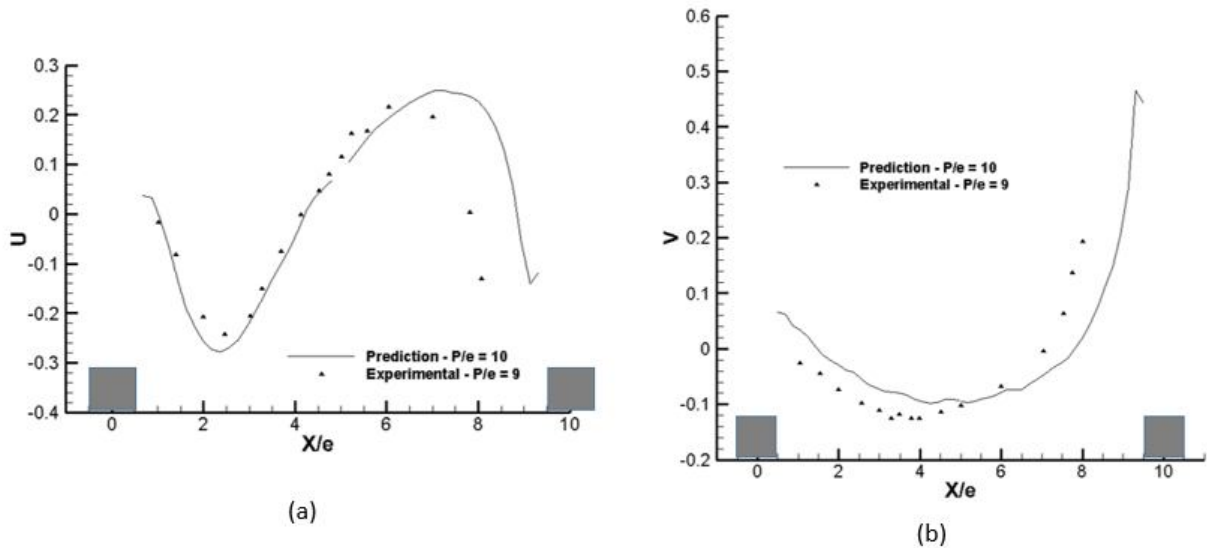 0.3
0.2
0.1
0
-0.1
-0.2
-0.3
-0.4
U
Prediction - P/e = 10
Experimental - P/e = 9
0 2 4 6 8 10
X/e
(a)
0.6
0.5
0.4
0.3
0.2
0.1
0
-0.1
-0.2
V
Prediction - P/e = 10
Experimental - P/e = 9
0 2 4 6 8 10
X/e
(b)